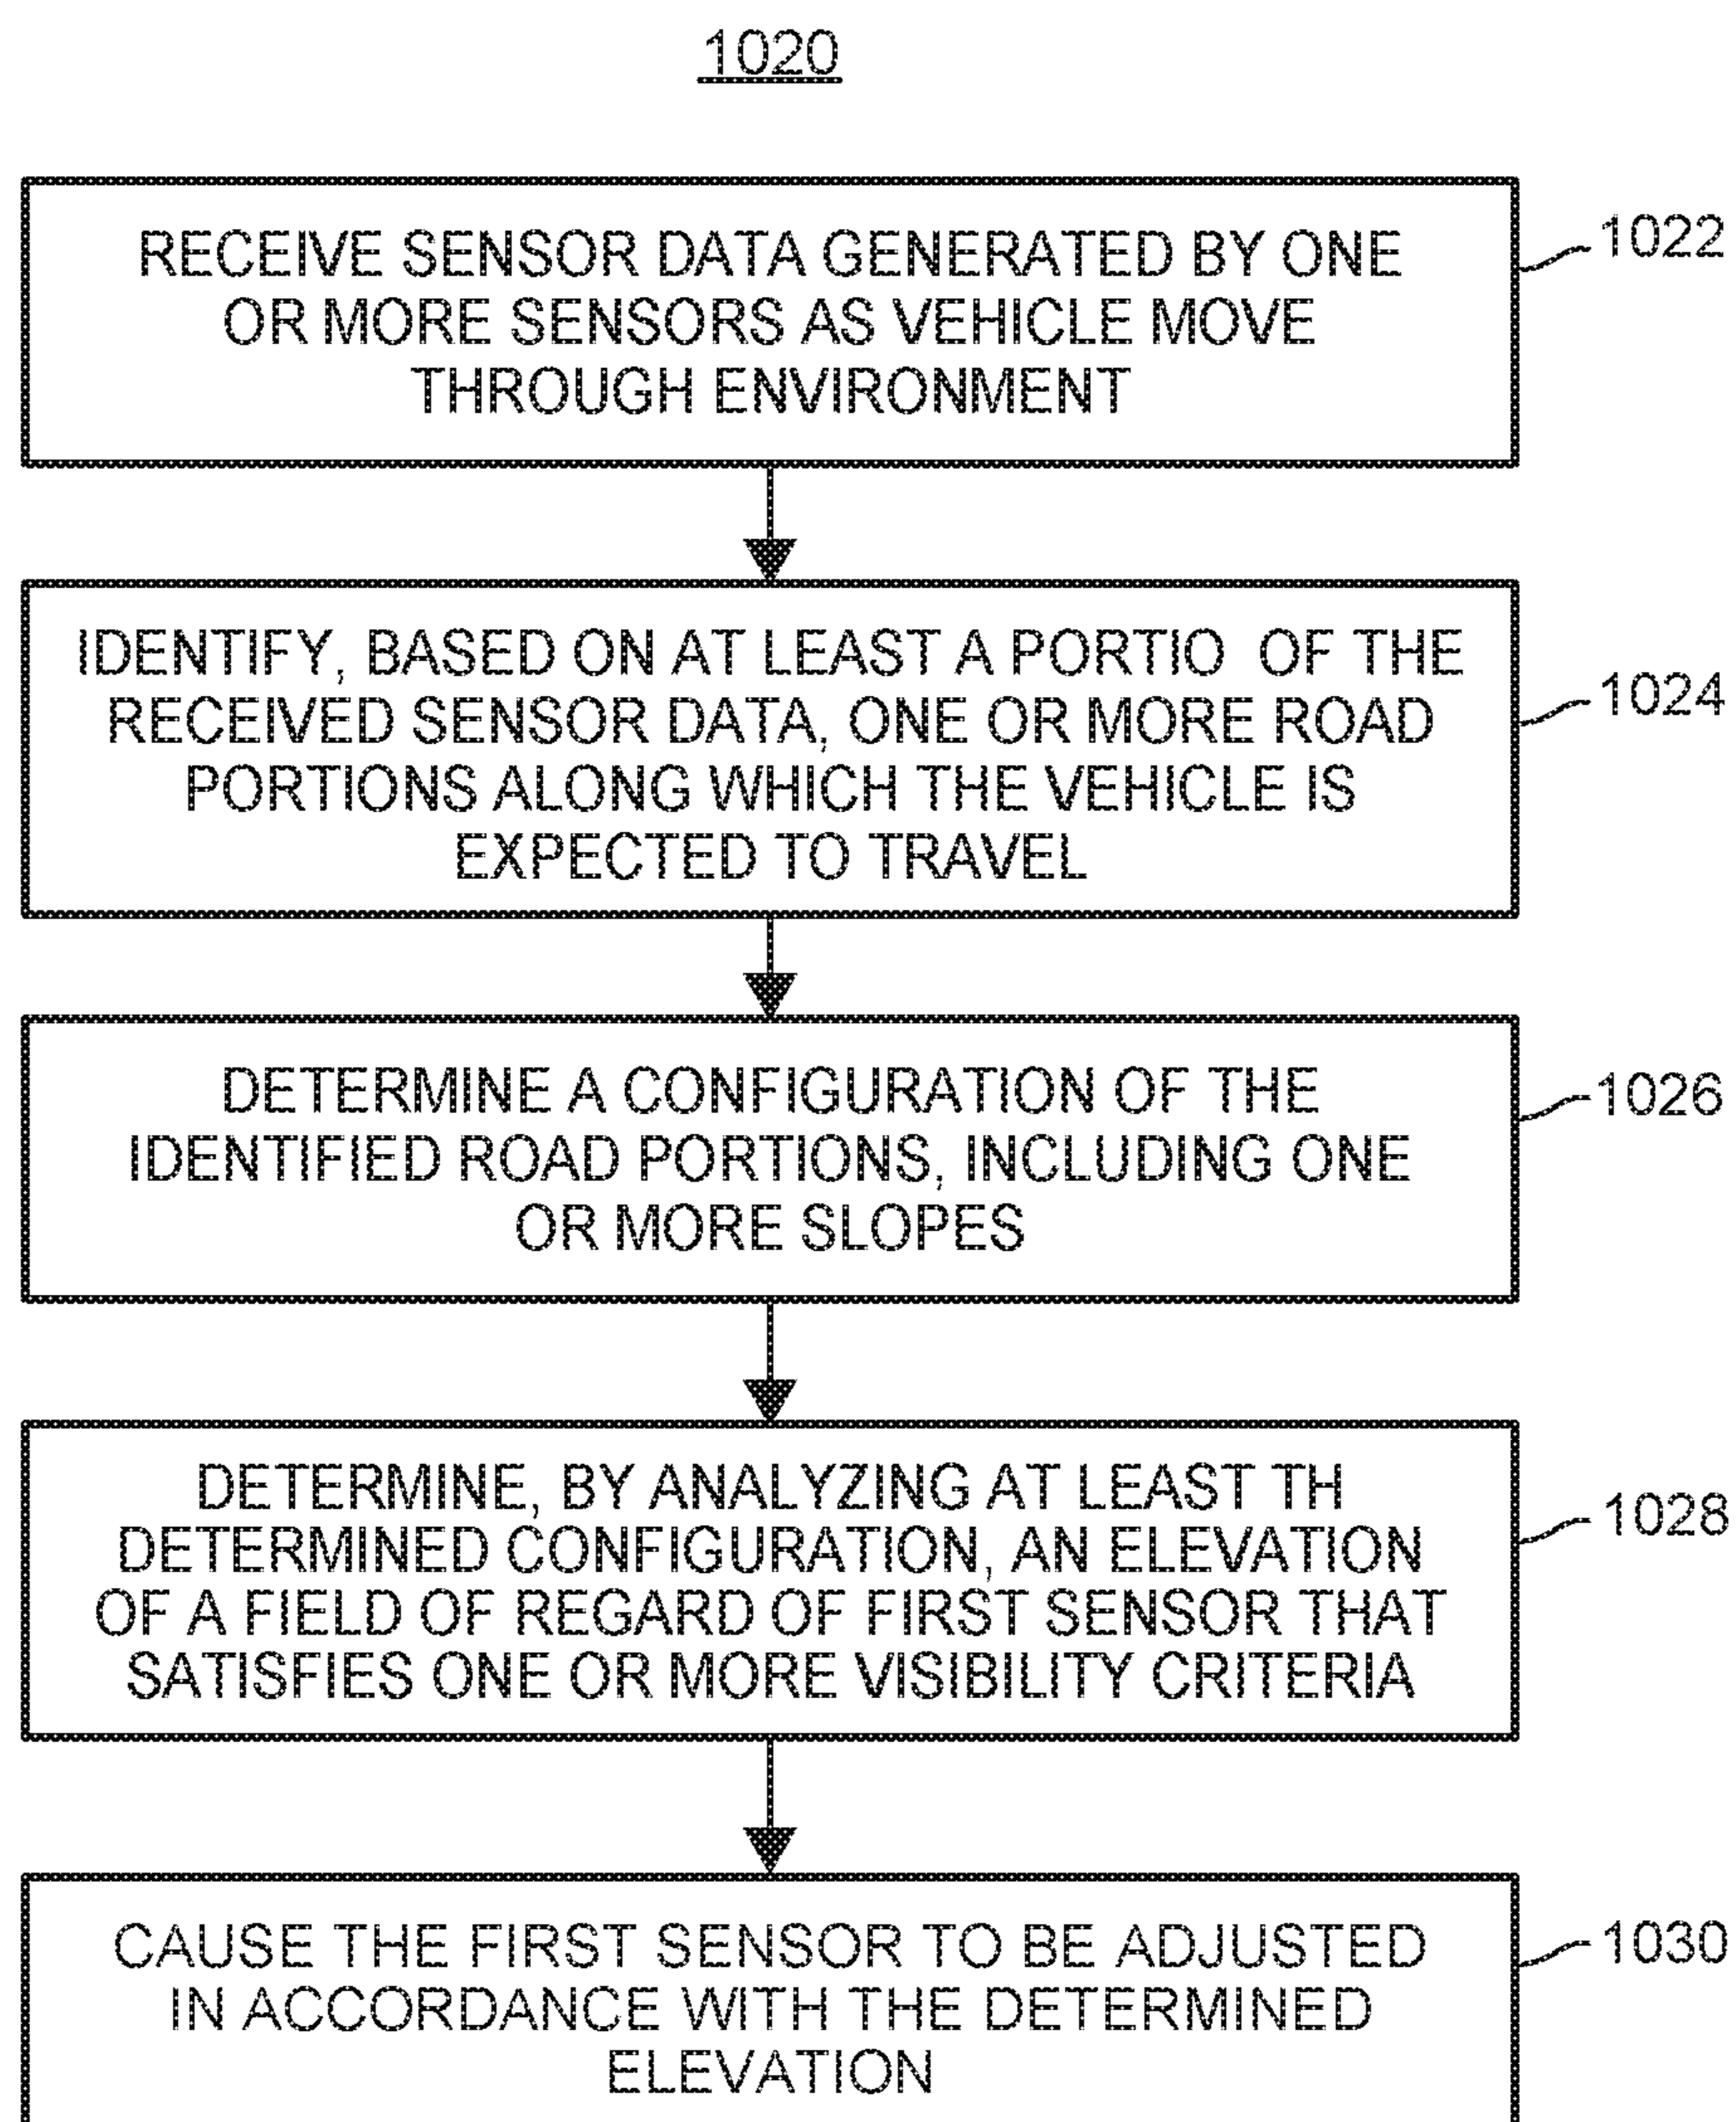 1020
RECEIVE SENSOR DATA GENERATED BY ONE
OR MORE SENSORS AS VEHICLE MOVE
THROUGH ENVIRONMENT
1022
IDENTIFY, BASED ON AT LEAST A PORTIO OF THE
RECEIVED SENSOR DATA, ONE OR MORE ROAD
PORTIONS ALONG WHICH THE VEHICLE IS
EXPECTED TO TRAVEL
1024
DETERMINE A CONFIGURATION OF THE
IDENTIFIED ROAD PORTIONS, INCLUDING ONE
OR MORE SLOPES
1026
DETERMINE, BY ANALYZING AT LEAST TH
DETERMINED CONFIGURATION, AN ELEVATION
OF A FIELD OF REGARD OF FIRST SENSOR THAT
SATISFIES ONE OR MORE VISIBILITY CRITERIA
1028
CAUSE THE FIRST SENSOR TO BE ADJUSTED
IN ACCORDANCE WITH THE DETERMINED
ELEVATION
1030